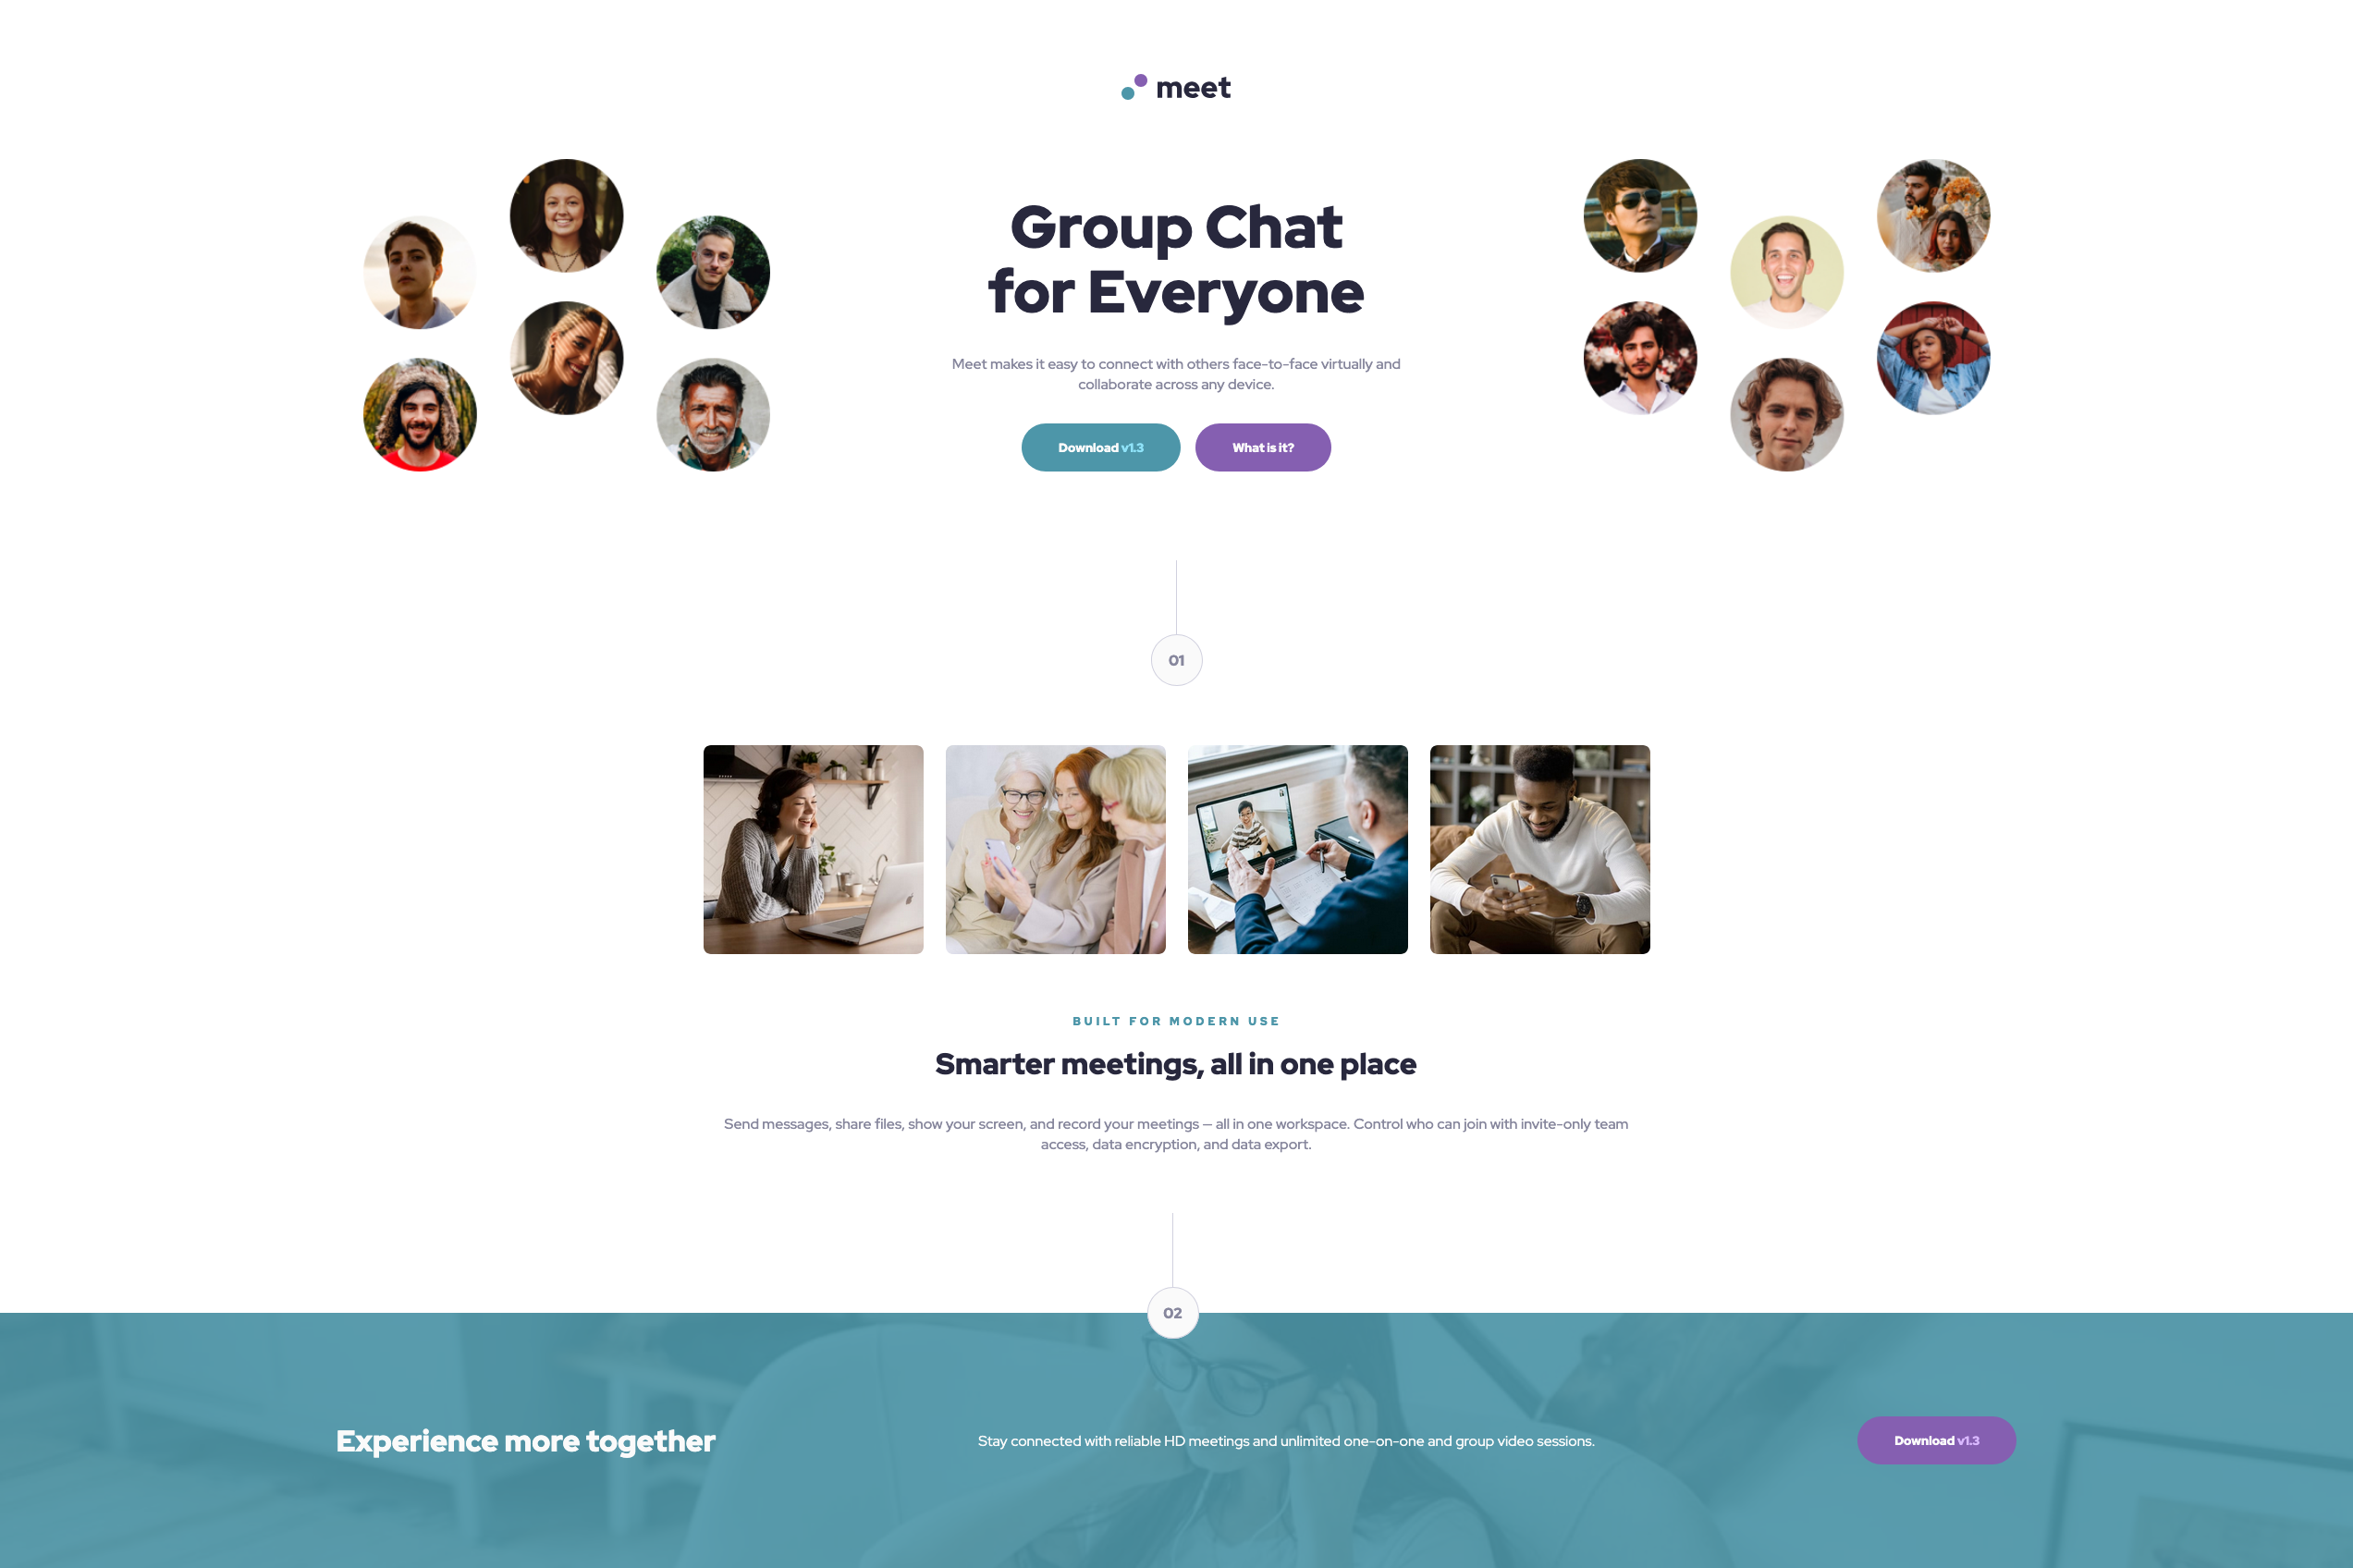 meet
Group Chat
for Everyone
Meet makes it easy to connect with others face-to-face virtually and
collaborate across any device.
Download v1.3
What is it?
01
BUILT FOR MODERN USE
Smarter meetings, all in one place
Send messages, share files, show your screen, and record your meetings — all in one workspace. Control who can join with invite-only team
access, data encryption, and data export.
02
Experience more together
Stay connected with reliable HD meetings and unlimited one-on-one and group video sessions.
Download v1.3